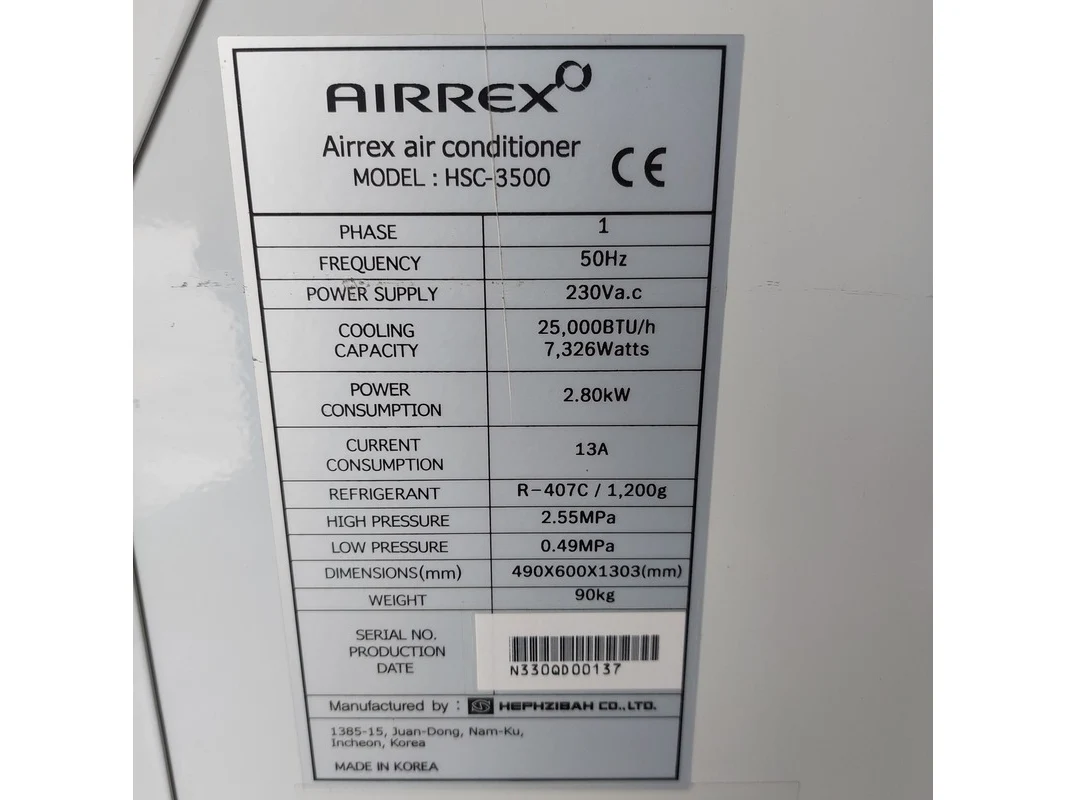 AIRREX
Airrex air conditioner
MODEL : HSC-3500
CE
PHASE 1
FREQUENCY 50Hz
POWER SUPPLY 230Va.c
COOLING CAPACITY 25,000BTU/h
7,326Watts
POWER CONSUMPTION 2.80kW
CURRENT CONSUMPTION 13A
REFRIGERANT R-407C / 1,200g
HIGH PRESSURE 2.55MPa
LOW PRESSURE 0.49MPa
DIMENSIONS(mm) 490X600X1303(mm)
WEIGHT 90kg
SERIAL NO.
PRODUCTION
DATE
N330QD00137
Manufactured by : HEPHZIBAH CO.,LTD.
1385-15, Juan-Dong, Nam-Ku,
Incheon, Korea
MADE IN KOREA